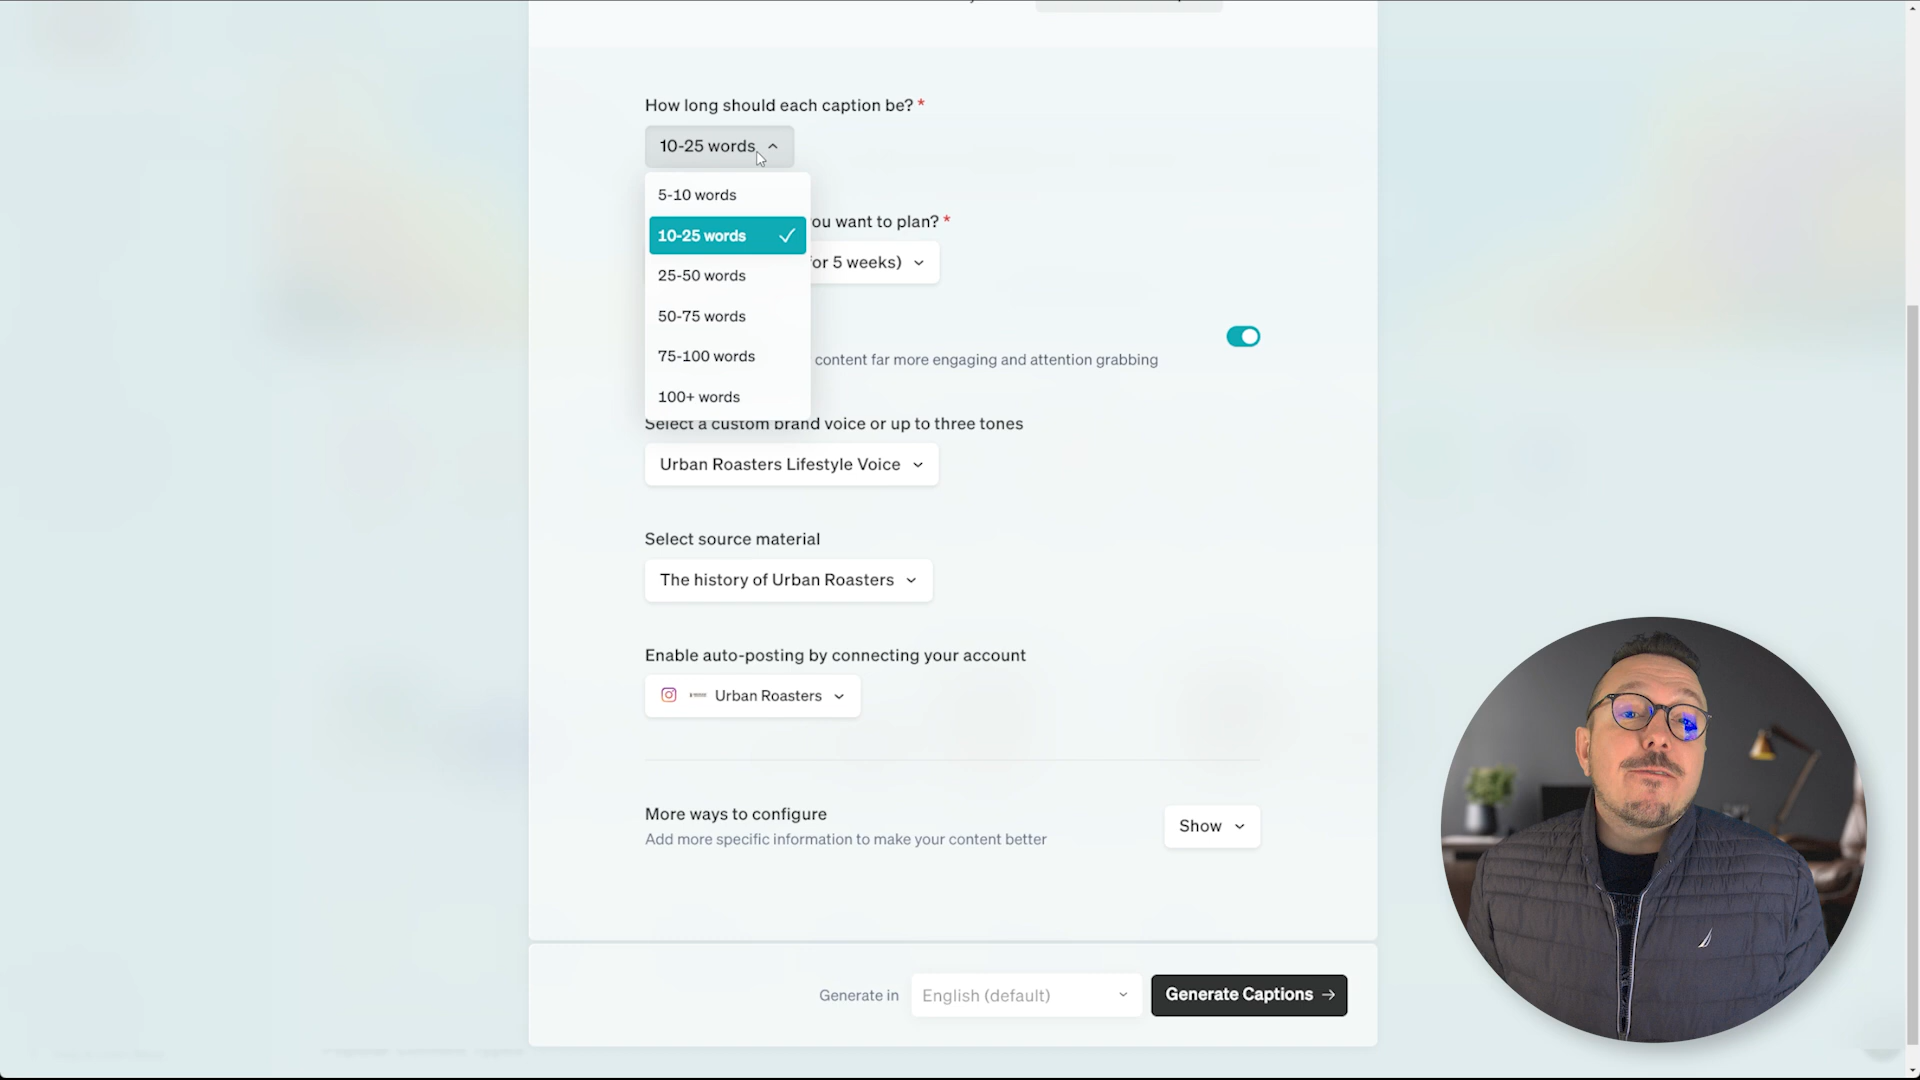 How long should each caption be? *
10-25 words
5-10 words
10-25 words
25-50 words
50-75 words
75-100 words
100+ words
ou want to plan? *
or 5 weeks)
content far more engaging and attention grabbing
Select a custom brand voice or up to three tones
Urban Roasters Lifestyle Voice
Select source material
The history of Urban Roasters
Enable auto-posting by connecting your account
Urban Roasters
More ways to configure
Add more specific information to make your content better
Show
Generate in
English (default)
Generate Captions →